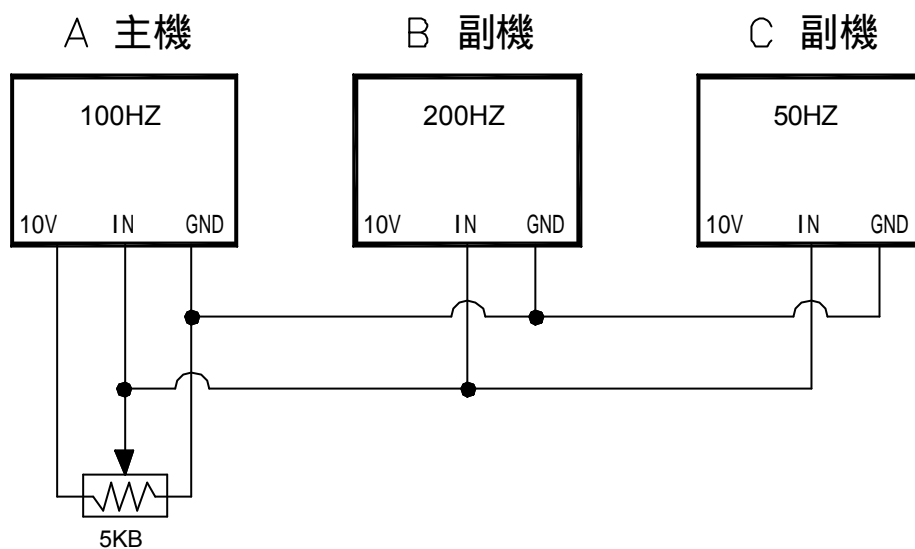 A 主機
B 副機
C 副機
100HZ
200HZ
50HZ
10V IN GND
10V IN GND
10V IN GND
5KB